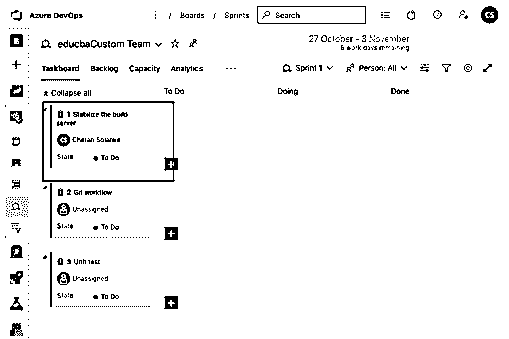 Azure DevOps / Boards / Sprints Search CS
educbaCustom Team 27 October - 3 November
6 work days remaining
Taskboard Backlog Capacity Analytics Sprint 1 Person: All
Collapse all To Do Doing Done
1 Stabilize the build
server
CS Chetan Solanki
State To Do
2 Git workflow
Unassigned
State To Do
3 Unit test
Unassigned
State To Do